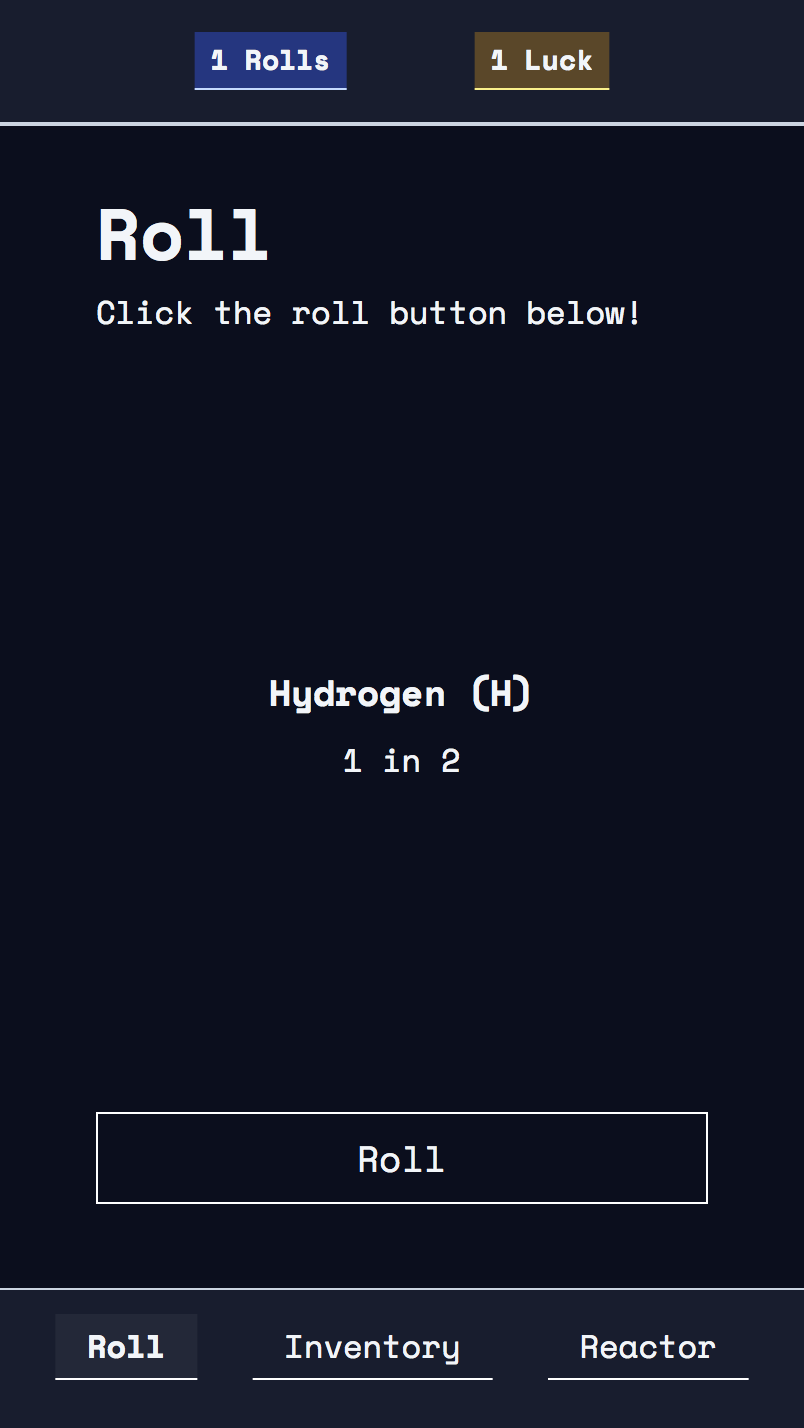 1 Rolls 1 Luck
Roll
Click the roll button below!
Hydrogen (H)
1 in 2
Roll
Roll Inventory Reactor